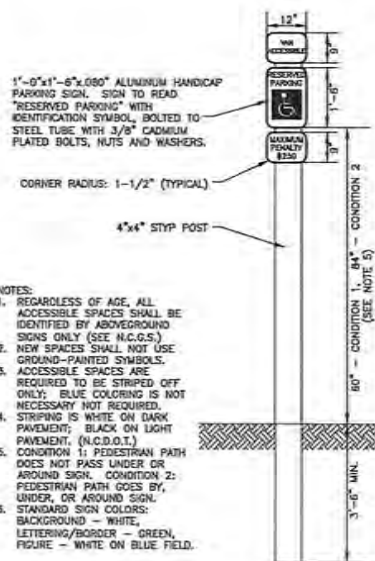 12"
VAN
ACCESSIBLE
9"
1'-0"x1'-6"x.080" ALUMINUM HANDICAP
PARKING SIGN. SIGN TO READ
"RESERVED PARKING" WITH
IDENTIFICATION SYMBOL, BOLTED TO
STEEL TUBE WITH 3/8" CADMIUM
PLATED BOLTS, NUTS AND WASHERS.
RESERVED
PARKING
1'-6"
MAXIMUM
PENALTY
$250
9"
CORNER RADIUS: 1-1/2" (TYPICAL)
4"x4" STYP POST
60" - CONDITION 1, 84" - CONDITION 2
(SEE NOTE 5)
NOTES:
1. REGARDLESS OF AGE, ALL
ACCESSIBLE SPACES SHALL BE
IDENTIFIED BY ABOVEGROUND
SIGNS ONLY (SEE N.C.G.S.)
2. NEW SPACES SHALL NOT USE
GROUND-PAINTED SYMBOLS.
3. ACCESSIBLE SPACES ARE
REQUIRED TO BE STRIPED OFF
ONLY; BLUE COLORING IS NOT
NECESSARY NOT REQUIRED.
4. STRIPING IS WHITE ON DARK
PAVEMENT; BLACK ON LIGHT
PAVEMENT. (N.C.D.O.T.)
5. CONDITION 1: PEDESTRIAN PATH
DOES NOT PASS UNDER OR
AROUND SIGN. CONDITION 2:
PEDESTRIAN PATH GOES BY,
UNDER, OR AROUND SIGN.
6. STANDARD SIGN COLORS:
BACKGROUND - WHITE,
LETTERING/BORDER - GREEN,
FIGURE - WHITE ON BLUE FIELD.
3'-6" MIN.